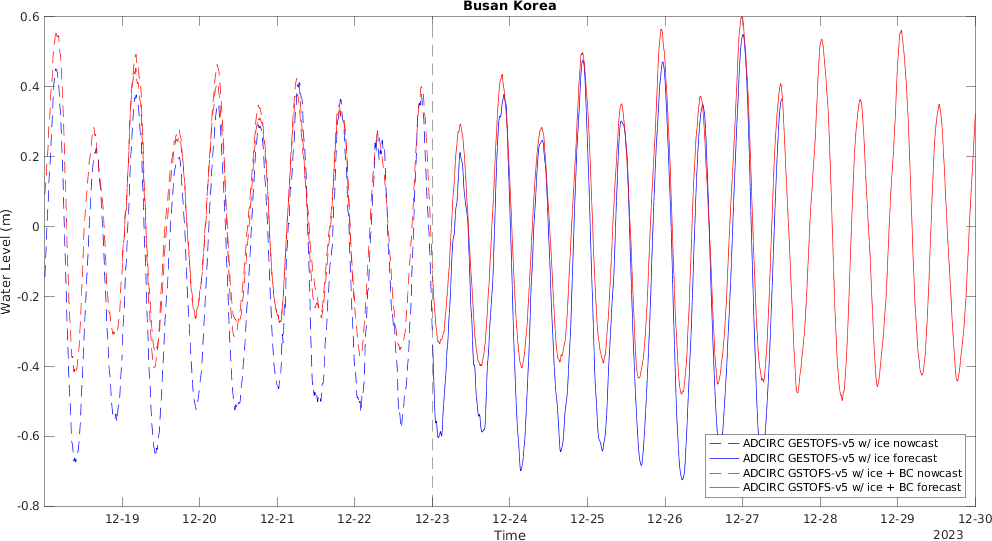 Busan Korea
0.6
0.4
0.2
0
-0.2
-0.4
-0.6
-0.8
Water Level (m)
ADCIRC GESTOFS-v5 w/ ice nowcast
ADCIRC GESTOFS-v5 w/ ice forecast
ADCIRC GSTOFS-v5 w/ ice + BC nowcast
ADCIRC GSTOFS-v5 w/ ice + BC forecast
12-19 12-20 12-21 12-22 12-23 12-24 12-25 12-26 12-27 12-28 12-29 12-30
Time
2023